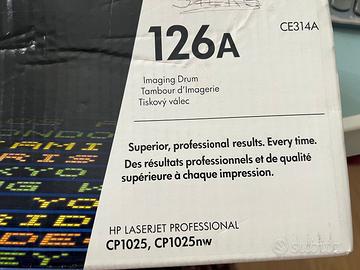 126A
CE314A
Imaging Drum
Tambour d'Imagerie
Tiskový válec
Superior, professional results. Every time.
Des résultats professionnels et de qualité
supérieure à chaque impression.
HP LASERJET PROFESSIONAL
CP1025, CP1025nw
subito